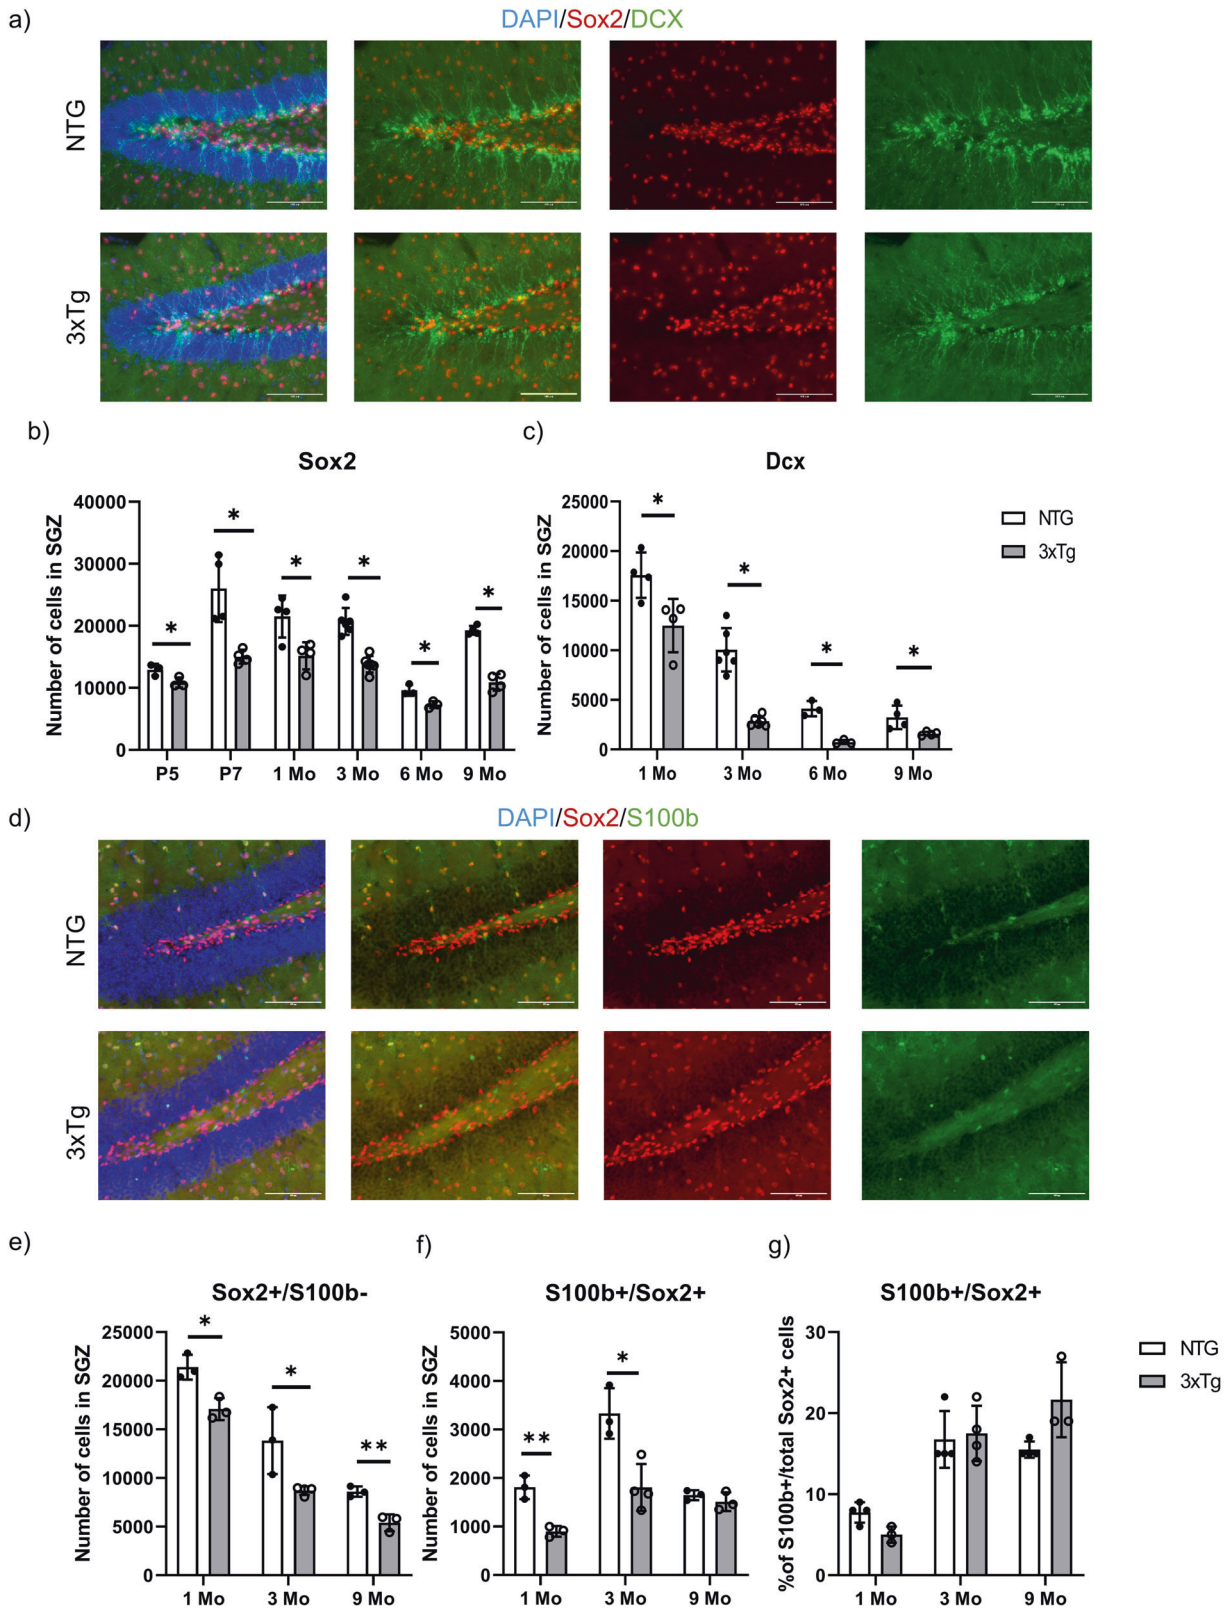 a)
DAPI/Sox2/DCX
NTG
3xTg
b)
c)
Sox2
Dcx
Number of cells in SGZ
40000
30000
20000
10000
0
*
*
*
*
*
*
P5
P7
1 Mo
3 Mo
6 Mo
9 Mo
Number of cells in SGZ
25000
20000
15000
10000
5000
0
*
*
*
*
1 Mo
3 Mo
6 Mo
9 Mo
NTG
3xTg
d)
DAPI/Sox2/S100b
NTG
3xTg
e)
f)
g)
Sox2+/S100b-
S100b+/Sox2+
S100b+/Sox2+
Number of cells in SGZ
25000
20000
15000
10000
5000
0
*
*
**
1 Mo
3 Mo
9 Mo
Number of cells in SGZ
5000
4000
3000
2000
1000
0
**
*
1 Mo
3 Mo
9 Mo
%of S100b+/total Sox2+ cells
30
20
10
0
1 Mo
3 Mo
9 Mo
NTG
3xTg